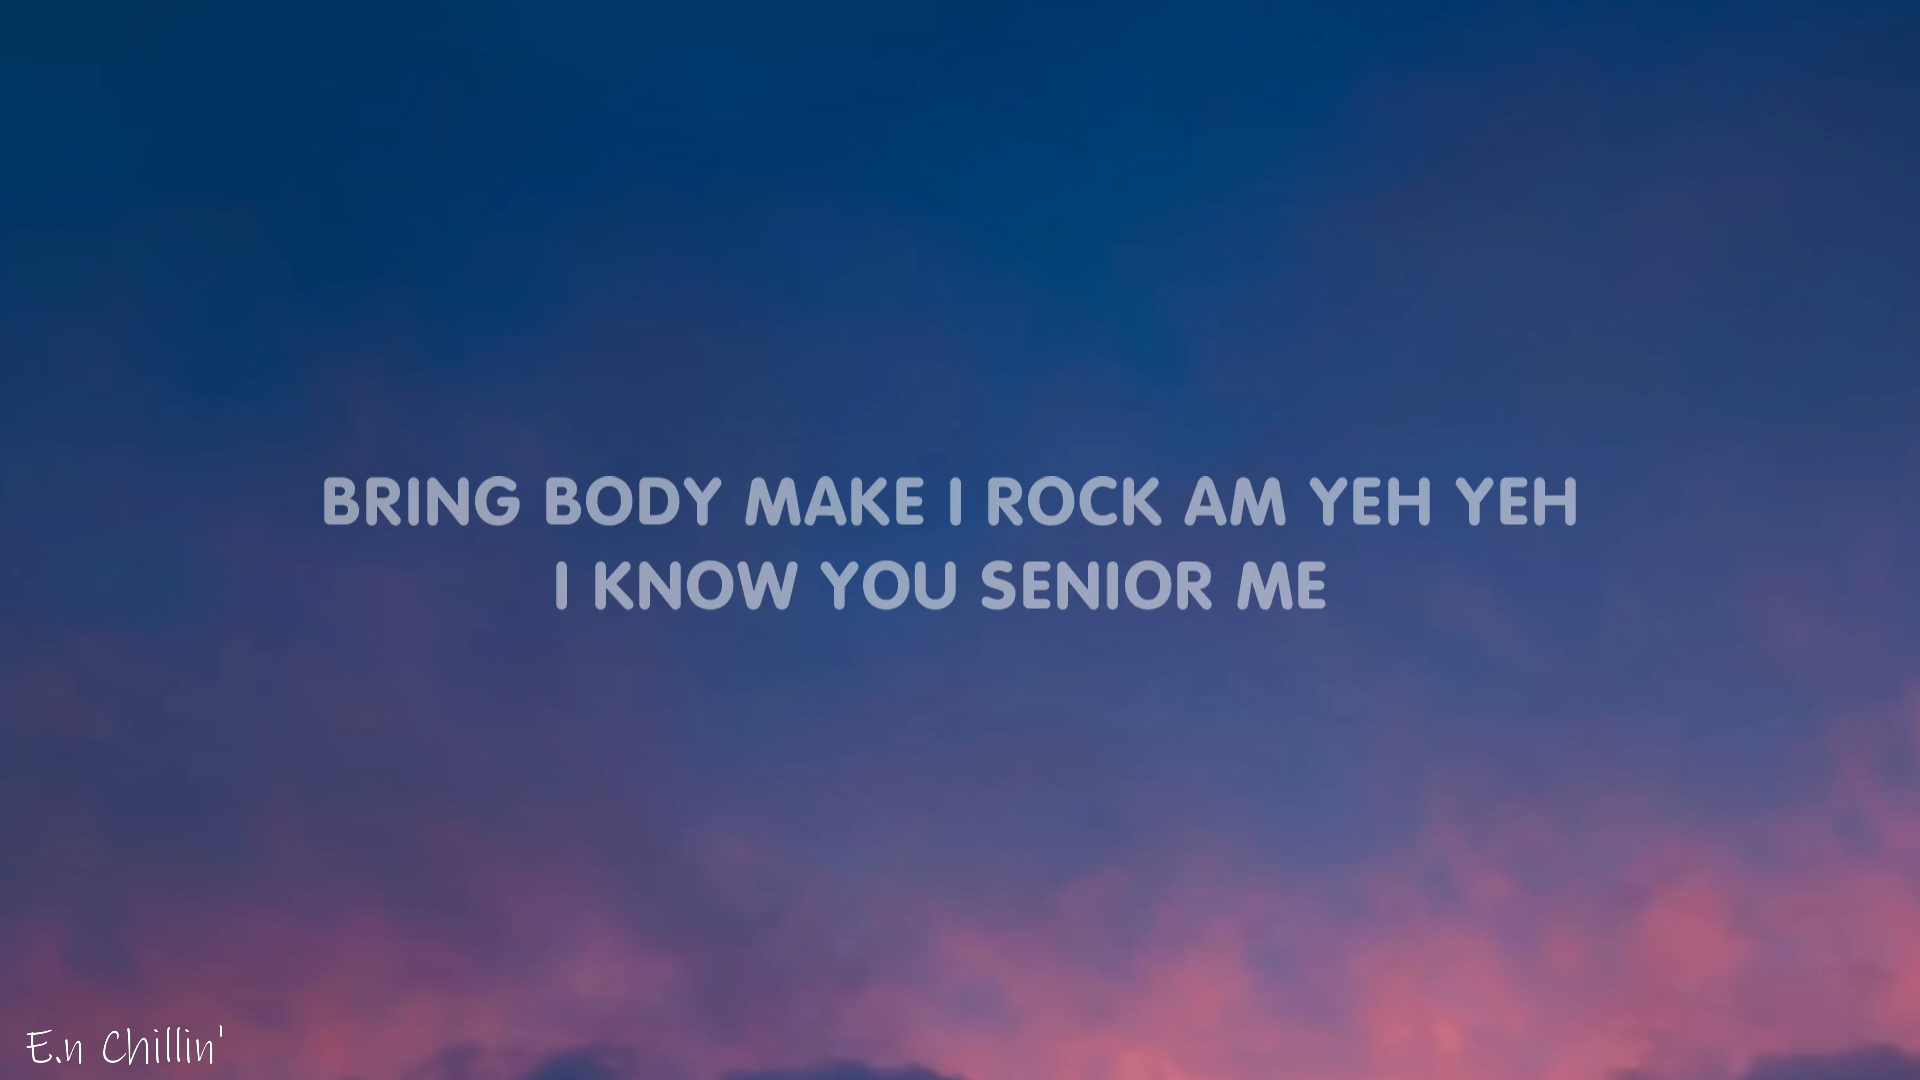 BRING BODY MAKE I ROCK AM YEH YEH
I KNOW YOU SENIOR ME
E.n Chillin'